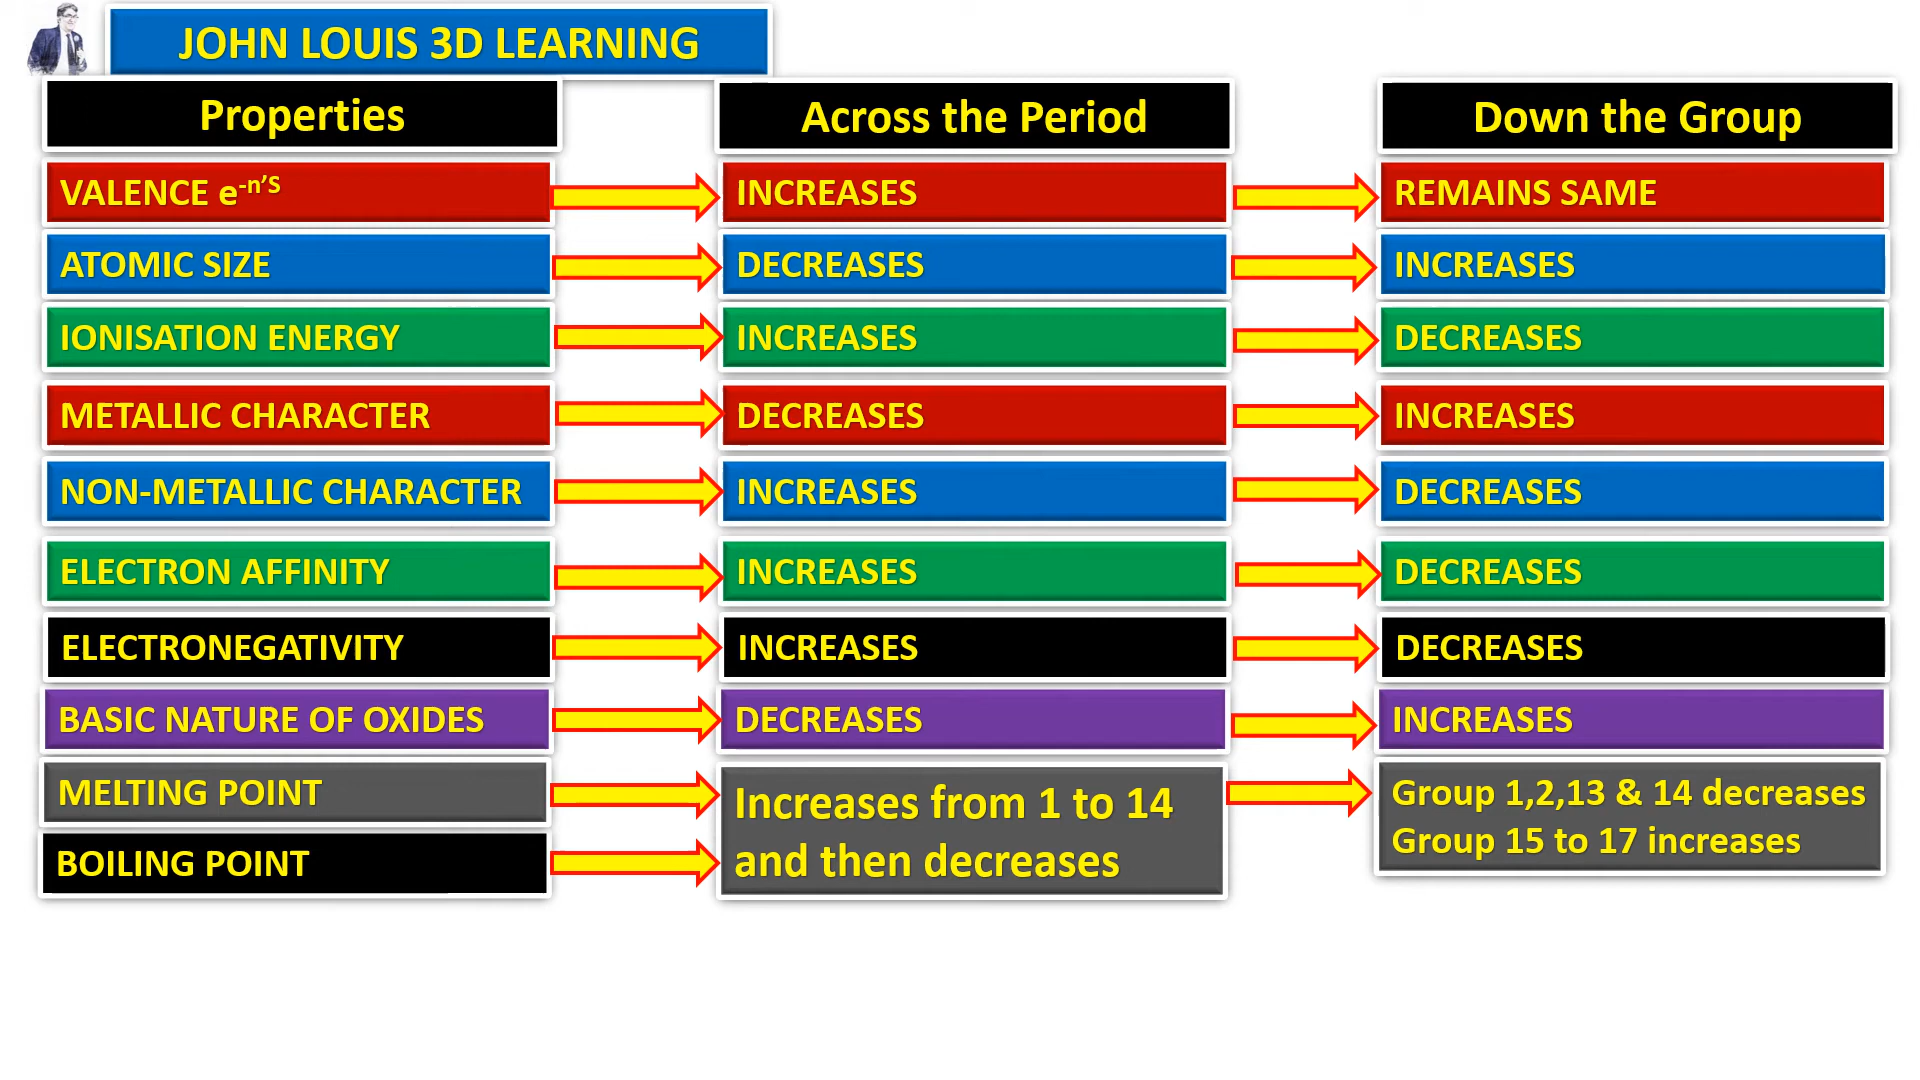 JOHN LOUIS 3D LEARNING
Properties
Across the Period
Down the Group
VALENCE e-n’S
INCREASES
REMAINS SAME
ATOMIC SIZE
DECREASES
INCREASES
IONISATION ENERGY
INCREASES
DECREASES
METALLIC CHARACTER
DECREASES
INCREASES
NON-METALLIC CHARACTER
INCREASES
DECREASES
ELECTRON AFFINITY
INCREASES
DECREASES
ELECTRONEGATIVITY
INCREASES
DECREASES
BASIC NATURE OF OXIDES
DECREASES
INCREASES
MELTING POINT
BOILING POINT
Increases from 1 to 14
and then decreases
Group 1,2,13 & 14 decreases
Group 15 to 17 increases